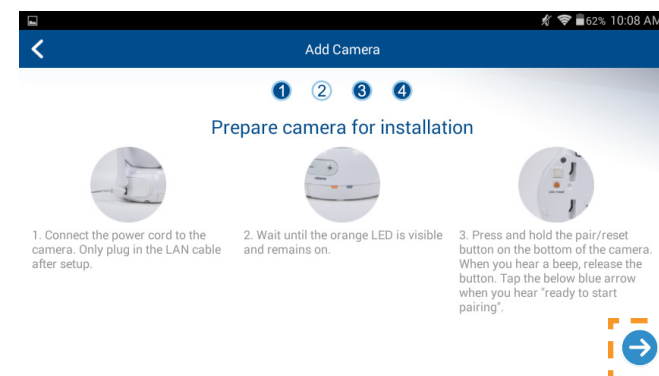 62% 10:08 AM
Add Camera
1 2 3 4
Prepare camera for installation
1. Connect the power cord to the
camera. Only plug in the LAN cable
after setup.
2. Wait until the orange LED is visible
and remains on.
3. Press and hold the pair/reset
button on the bottom of the camera.
When you hear a beep, release the
button. Tap the below blue arrow
when you hear "ready to start
pairing".